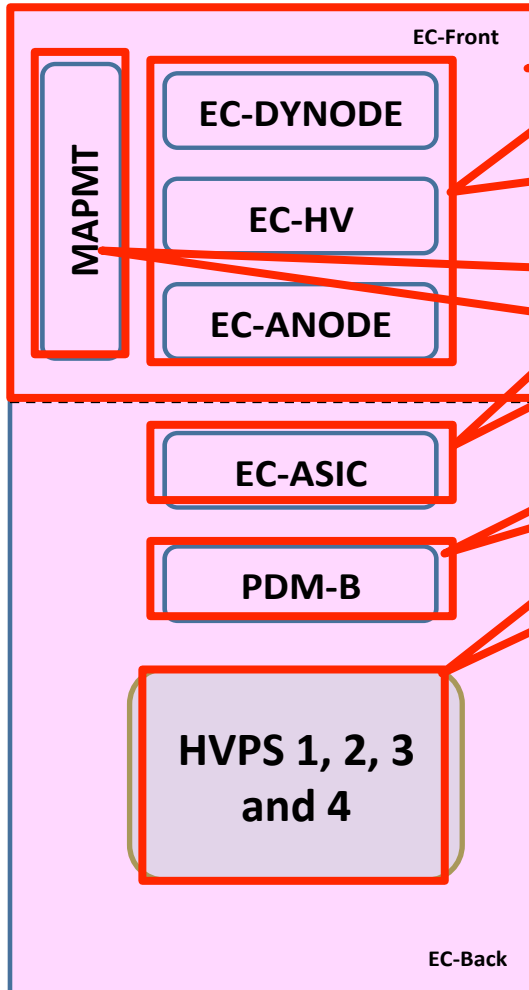 EC-Front
MAPMT
EC-DYNODE
EC-HV
EC-ANODE
EC-ASIC
PDM-B
HVPS 1, 2, 3
and 4
EC-Back